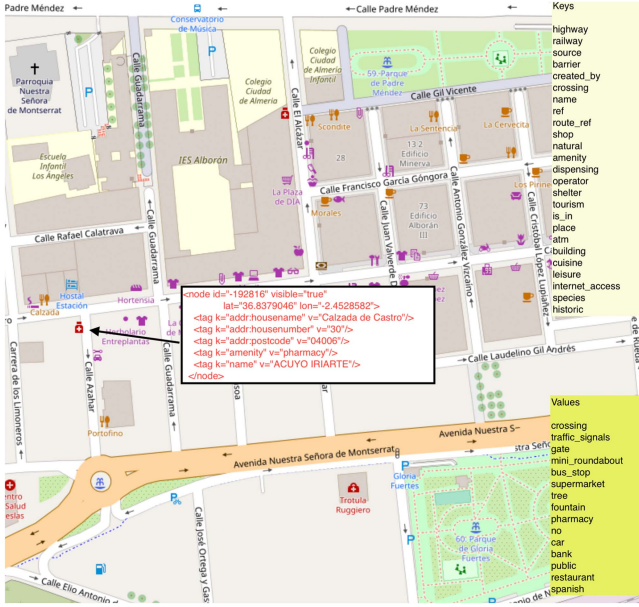 Padre Méndez
Calle Padre Méndez
Conservatorio
de Música
P
P
Parroquia
Nuestra
Señora
de Montserrat
Calle Guadarrama
Colegio
Ciudad
de Almería
Colegio
Ciudad
de Almería
Infantil
59. Parque
de Padre
Méndez
Calle Gil Vicente
Calle El Alcázar
Scondite
La Sentencia
La Cervecita
Escuela
Infantil
Los Angeles
IES Alborán
28
13 2
Edificio
Minerva
Calle Francisco García Góngora
La Plaza
de DIA
Los Pirine
Morales
73
Edificio
Alborán
III
Calle Juan Valverde
Calle Antonio González Vizcaíno
Calle Cristóbal López Lupiáñez
Calle Rafael Calatrava
Calle Guadarrama
Hostal
Estación
Calzada
Hortensia
Herbolario
Entreplantas
<node id="-192816" visible="true"
lat="36.8379046" lon="-2.4528582">
<tag k="addr:housename" v="Calzada de Castro"/>
<tag k="addr:housenumber" v="30"/>
<tag k="addr:postcode" v="04006"/>
<tag k="amenity" v="pharmacy"/>
<tag k="name" v="ACUYO IRIARTE"/>
</node>
Carrera de los Limoneros
Calle Azahar
Calle Guadarrama
Calle Laudelino Gil Andrés
Portofino
Avenida Nuestra S
Avenida Nuestra Señora de Montserrat
Gloria
Fuertes
P
P
Trotula
Ruggiero
60. Parque
de Gloria
Fuertes
Calle José Ortega y Gas
Calle Elio Antonio d
Keys
highway
railway
source
barrier
created_by
crossing
name
ref
route_ref
shop
natural
amenity
dispensing
operator
shelter
tourism
is_in
place
atm
building
cuisine
leisure
internet_access
species
historic
Values
crossing
traffic_signals
gate
mini_roundabout
bus_stop
supermarket
tree
fountain
pharmacy
no
car
bank
public
restaurant
spanish